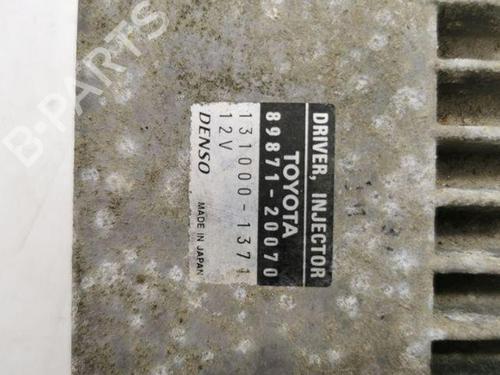 DRIVER, INJECTOR
TOYOTA
89871-20070
131000-1371
12V
DENSO MADE IN JAPAN
B-PARTS